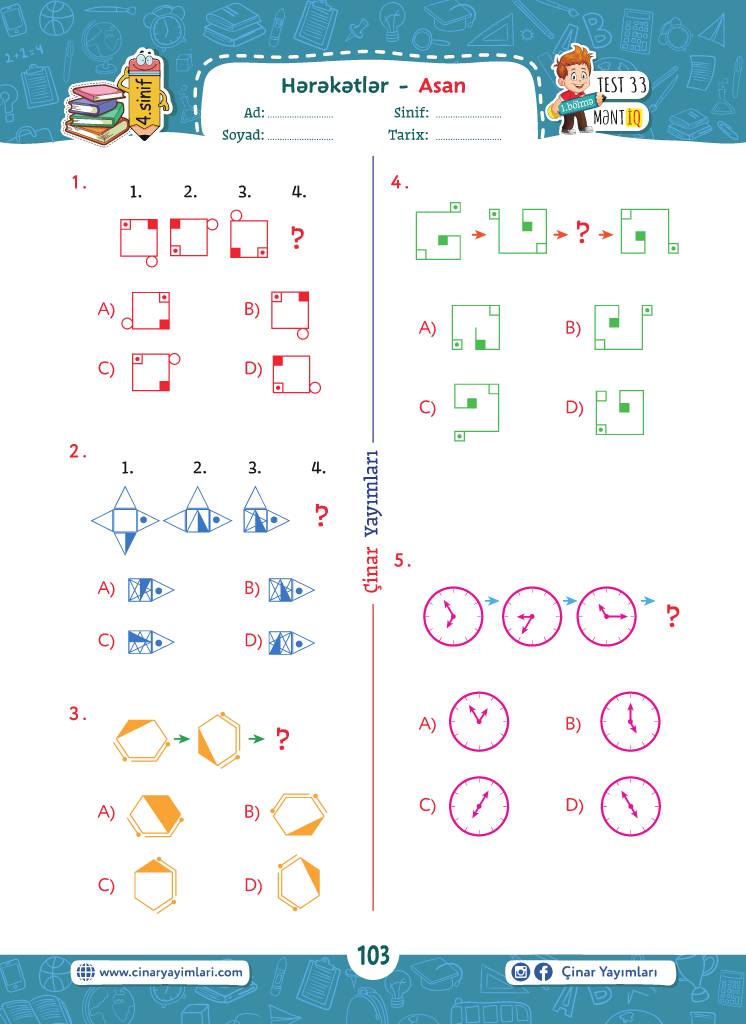 4.sinif
Hərəkətlər - Asan
Ad: Sinif:
Soyad: Tarix:
TEST 33
1.bölmə
MƏNTİQ
1.
1. 2. 3. 4.
?
A) B)
C) D)
2.
1. 2. 3. 4.
?
A) B)
C) D)
3.
?
A) B)
C) D)
Çinar Yayımları
4.
?
A) B)
C) D)
5.
?
A) B)
C) D)
www.cinaryayimlari.com
103
Çinar Yayımları